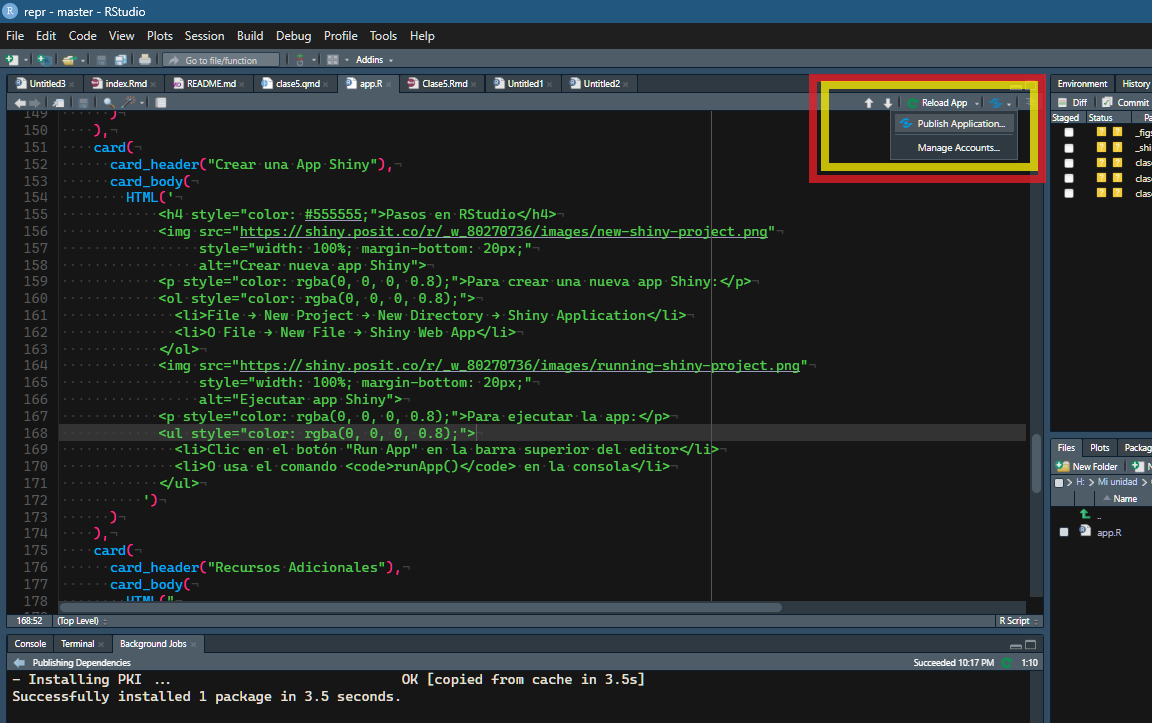 repr - master - RStudio
File Edit Code View Plots Session Build Debug Profile Tools Help
Go to file/function Addins
Untitled3 index.Rmd README.md clase5.qmd app.R Clase5.Rmd Untitled1 Untitled2
Reload App
Publish Application...
Manage Accounts...
149 )
150 ),
151 card(
152 card_header("Crear una App Shiny"),
153 card_body(
154 HTML('
155 <h4 style="color: #555555;">Pasos en RStudio</h4>
156 <img src="https://shiny.posit.co/r/_w_80270736/images/new-shiny-project.png"
157 style="width: 100%; margin-bottom: 20px;"
158 alt="Crear nueva app Shiny">
159 <p style="color: rgba(0, 0, 0, 0.8);">Para crear una nueva app Shiny:</p>
160 <ol style="color: rgba(0, 0, 0, 0.8);">
161 <li>File → New Project → New Directory → Shiny Application</li>
162 <li>O File → New File → Shiny Web App</li>
163 </ol>
164 <img src="https://shiny.posit.co/r/_w_80270736/images/running-shiny-project.png"
165 style="width: 100%; margin-bottom: 20px;"
166 alt="Ejecutar app Shiny">
167 <p style="color: rgba(0, 0, 0, 0.8);">Para ejecutar la app:</p>
168 <ul style="color: rgba(0, 0, 0, 0.8);">
169 <li>Clic en el botón "Run App" en la barra superior del editor</li>
170 <li>O usa el comando <code>runApp()</code> en la consola</li>
171 </ul>
172 ')
173 )
174 ),
175 card(
176 card_header("Recursos Adicionales"),
177 card_body(
178 HTML("
168:52 (Top Level) R Script
Console Terminal Background Jobs
Publishing Dependencies Succeeded 10:17 PM 1:10
- Installing PKI ... OK [copied from cache in 3.5s]
Successfully installed 1 package in 3.5 seconds.
Environment History
Diff Commit
Staged Status Pa
_figs
_shi
clase
clase
clase
Files Plots Packag
New Folder N
H: Mi unidad
Name
..
app.R